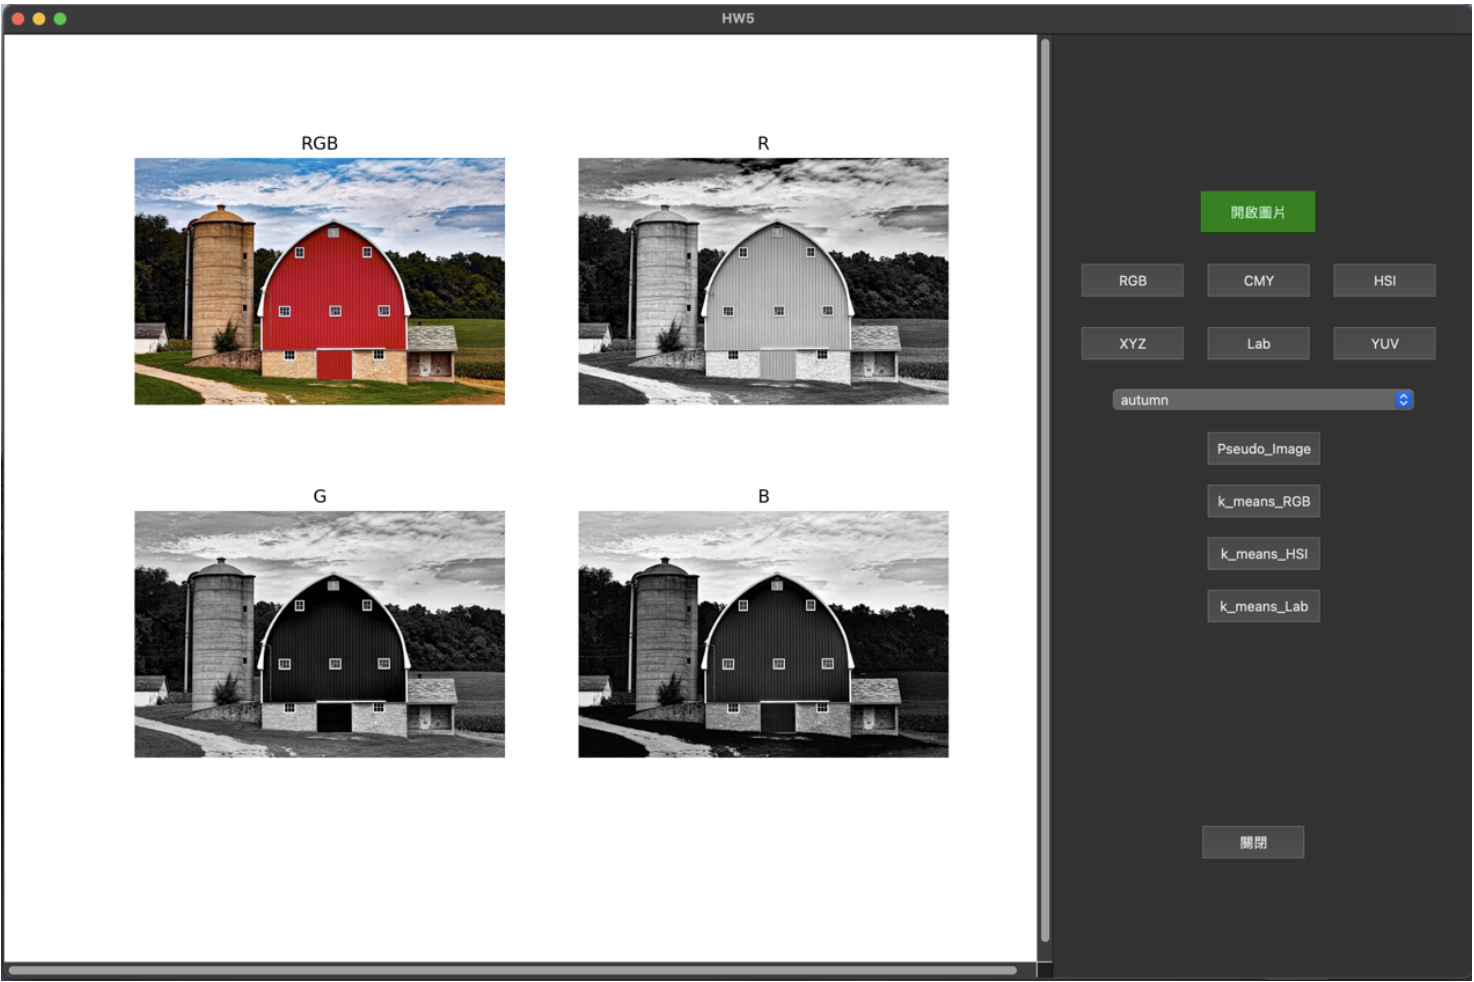 HW5
RGB
R
G
B
開啟圖片
RGB
CMY
HSI
XYZ
Lab
YUV
autumn
Pseudo_Image
k_means_RGB
k_means_HSI
k_means_Lab
關閉